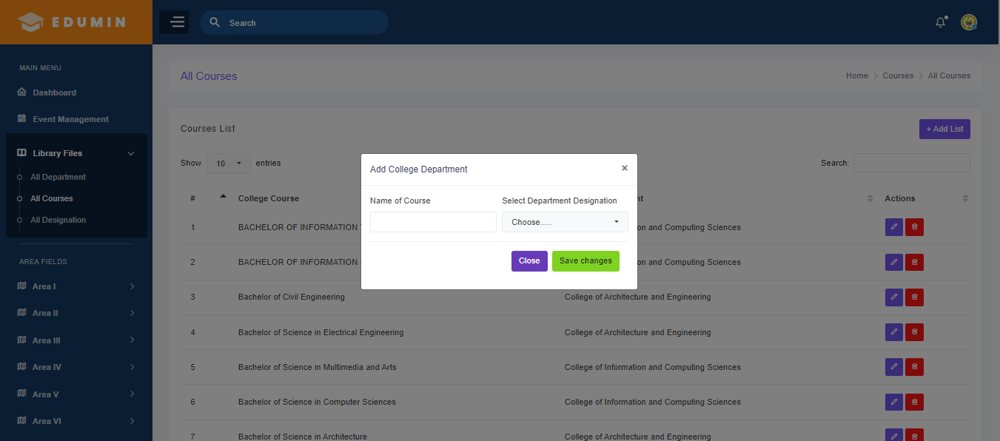 EDUMIN
Search
MAIN MENU
Dashboard
Event Management
Library Files
All Department
All Courses
All Designation
AREA FIELDS
Area I
Area II
Area III
Area IV
Area V
Area VI
All Courses
Home > Courses > All Courses
Courses List
+ Add List
Show 10 entries
Search:
# College Course nt Actions
1 BACHELOR OF INFORMATION on and Computing Sciences
2 BACHELOR OF INFORMATION on and Computing Sciences
3 Bachelor of Civil Engineering College of Architecture and Engineering
4 Bachelor of Science in Electrical Engineering College of Architecture and Engineering
5 Bachelor of Science in Multimedia and Arts College of Information and Computing Sciences
6 Bachelor of Science in Computer Sciences College of Information and Computing Sciences
7 Bachelor of Science in Architecture College of Architecture and Engineering
Add College Department ×
Name of Course Select Department Designation
Choose.....
Close Save changes